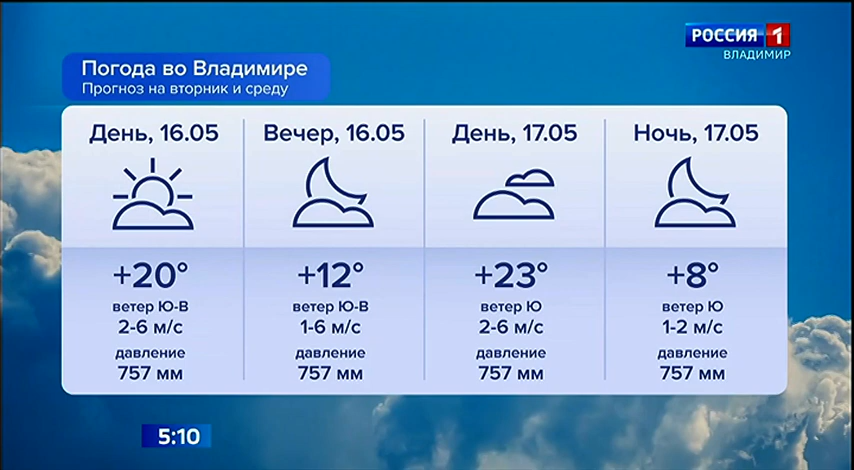 РОССИЯ 1
ВЛАДИМИР
Погода во Владимире
Прогноз на вторник и среду
День, 16.05
Вечер, 16.05
День, 17.05
Ночь, 17.05
+20°
+12°
+23°
+8°
ветер Ю-В
ветер Ю-В
ветер Ю
ветер Ю
2-6 м/с
1-6 м/с
2-6 м/с
1-2 м/с
давление
давление
давление
давление
757 мм
757 мм
757 мм
757 мм
5:10